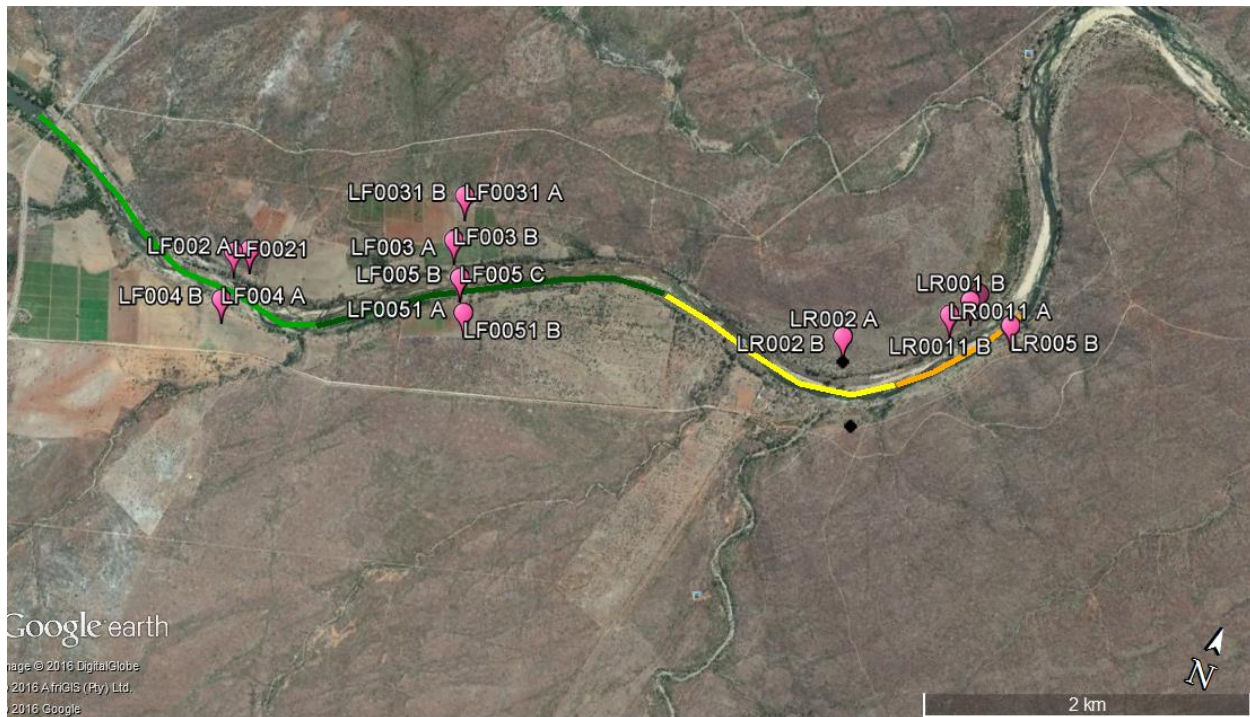 LF0031 B
LF0031 A
LF002 A
LF0021
LF003 A
LF003 B
LF005 B
LF005 C
LF004 B
LF004 A
LF0051 A
LF0051 B
LR001 B
LR0011 A
LR002 A
LR002 B
LR0011 B
LR005 B
Google earth
mage © 2016 DigitalGlobe
2016 AfriGIS (Pty) Ltd.
2016 Google
N
2 km